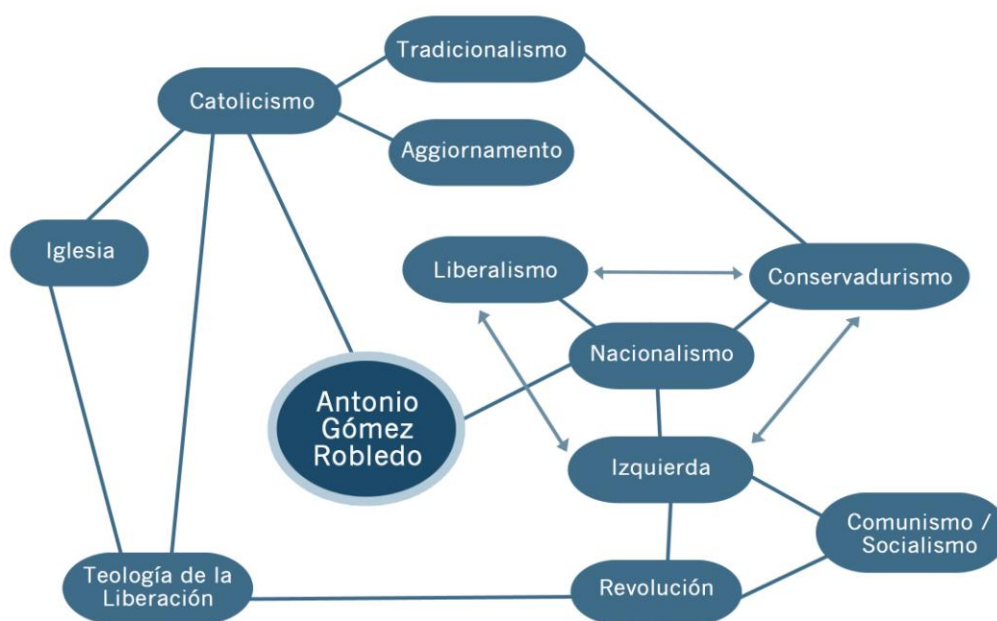 Tradicionalismo
Catolicismo
Aggiornamento
Iglesia
Liberalismo
Conservadurismo
Nacionalismo
Antonio
Gómez
Robledo
Izquierda
Comunismo /
Socialismo
Teología de la
Liberación
Revolución